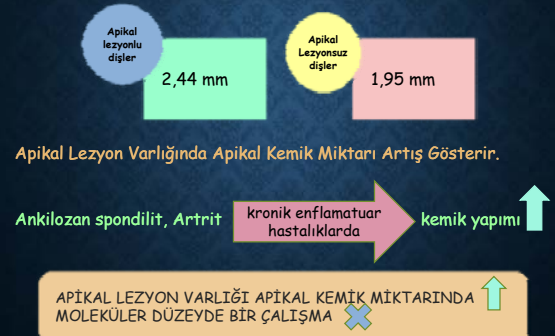 Apikal
lezyonlu
dişler
2,44 mm
Apikal
Lezyonsuz
dişler
1,95 mm
Apikal Lezyon Varlığında Apikal Kemik Miktarı Artış Gösterir.
Ankilozan spondilit, Artrit
kronik enflamatuar
hastalıklarda
kemik yapımı
APİKAL LEZYON VARLIĞI APİKAL KEMİK MİKTARINDA
MOLEKÜLER DÜZEYDE BİR ÇALIŞMA